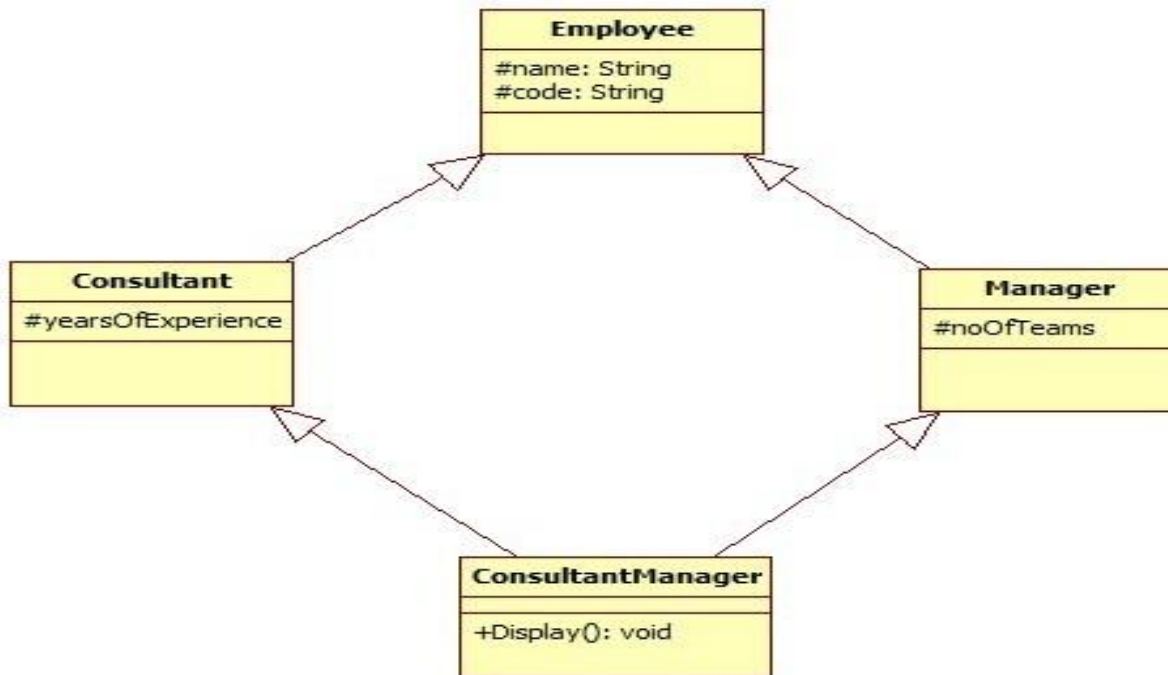 Employee
#name: String
#code: String
Consultant
#yearsOfExperience
Manager
#noOfTeams
ConsultantManager
+Display(): void